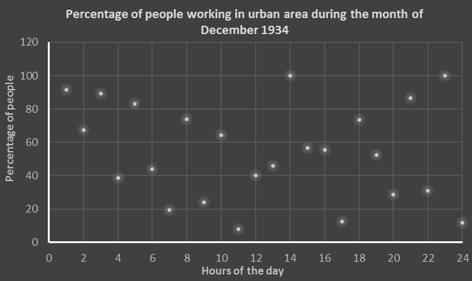 Percentage of people working in urban area during the month of
December 1934
120
100
80
60
40
20
0
Percentage of people
0 2 4 6 8 10 12 14 16 18 20 22 24
Hours of the day